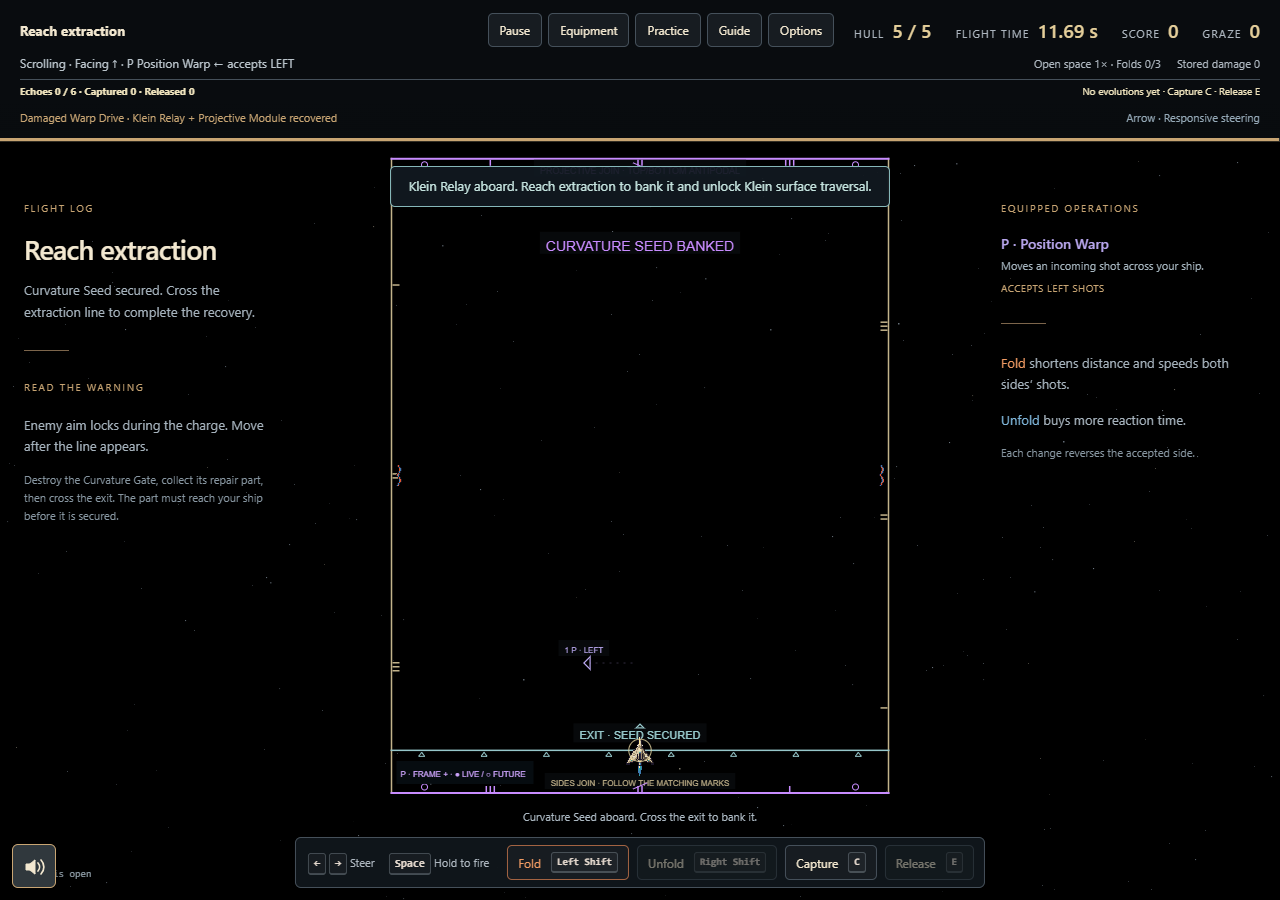 Reach extraction
Pause
Equipment
Practice
Guide
Options
HULL 5 / 5
FLIGHT TIME 11.69 s
SCORE 0
GRAZE 0
Scrolling · Facing ↑ · P Position Warp ← accepts LEFT
Open space 1× · Folds 0/3
Stored damage 0
Echoes 0 / 6 · Captured 0 · Released 0
No evolutions yet · Capture C · Release E
Damaged Warp Drive · Klein Relay + Projective Module recovered
Arrow · Responsive steering
Klein Relay aboard. Reach extraction to bank it and unlock Klein surface traversal.
FLIGHT LOG
Reach extraction
Curvature Seed secured. Cross the
extraction line to complete the recovery.
READ THE WARNING
Enemy aim locks during the charge. Move
after the line appears.
Destroy the Curvature Gate, collect its repair part,
then cross the exit. The part must reach your ship
before it is secured.
CURVATURE SEED BANKED
1 P · LEFT
EXIT · SEED SECURED
P · FRAME + · ● LIVE / ○ FUTURE
SIDES JOIN · FOLLOW THE MATCHING MARKS
EQUIPPED OPERATIONS
P · Position Warp
Moves an incoming shot across your ship.
ACCEPTS LEFT SHOTS
Fold shortens distance and speeds both
sides’ shots.
Unfold buys more reaction time.
Each change reverses the accepted side.
Curvature Seed aboard. Cross the exit to bank it.
← → Steer
Space Hold to fire
Fold Left Shift
Unfold Right Shift
Capture C
Release E
is open